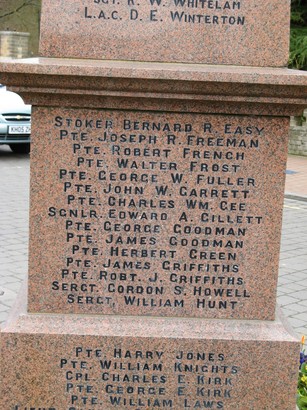 SGT. R. W. WHITELAM
L.A.C. D. E. WINTERTON
STOKER BERNARD R. EASY
PTE. JOSEPH R. FREEMAN
PTE. ROBERT FRENCH
PTE. WALTER FROST
PTE. GEORGE W. FULLER
PTE. JOHN W. GARRETT
PTE. CHARLES WM. GEE
SGNLR. EDWARD A. GILLETT
PTE. GEORGE GOODMAN
PTE. JAMES GOODMAN
PTE. HERBERT GREEN
PTE. JAMES GRIFFITHS
PTE. ROBT. J. GRIFFITHS
SERGT. GORDON S. HOWELL
SERGT. WILLIAM HUNT
PTE. HARRY JONES
PTE. WILLIAM KNIGHTS
CPL. CHARLES E. KIRK
PTE. GEORGE E. KIRK
PTE. WILLIAM LAWS